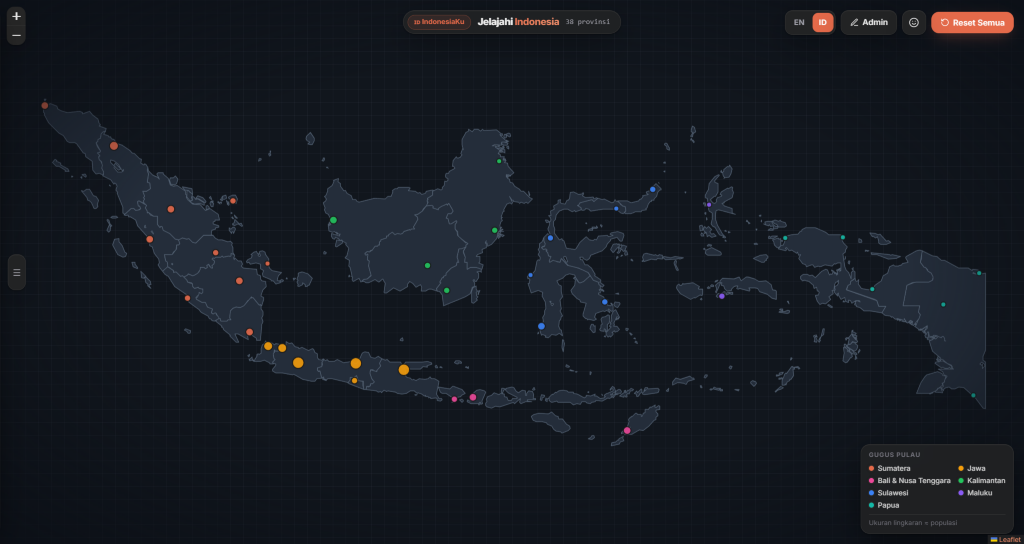 +
IndonesiaKu Jelajahi Indonesia 38 provinsi
EN ID Admin Reset Semua
−
GUGUS PULAU
Sumatera Jawa
Bali & Nusa Tenggara Kalimantan
Sulawesi Maluku
Papua
Ukuran lingkaran ≈ populasi
Leaflet